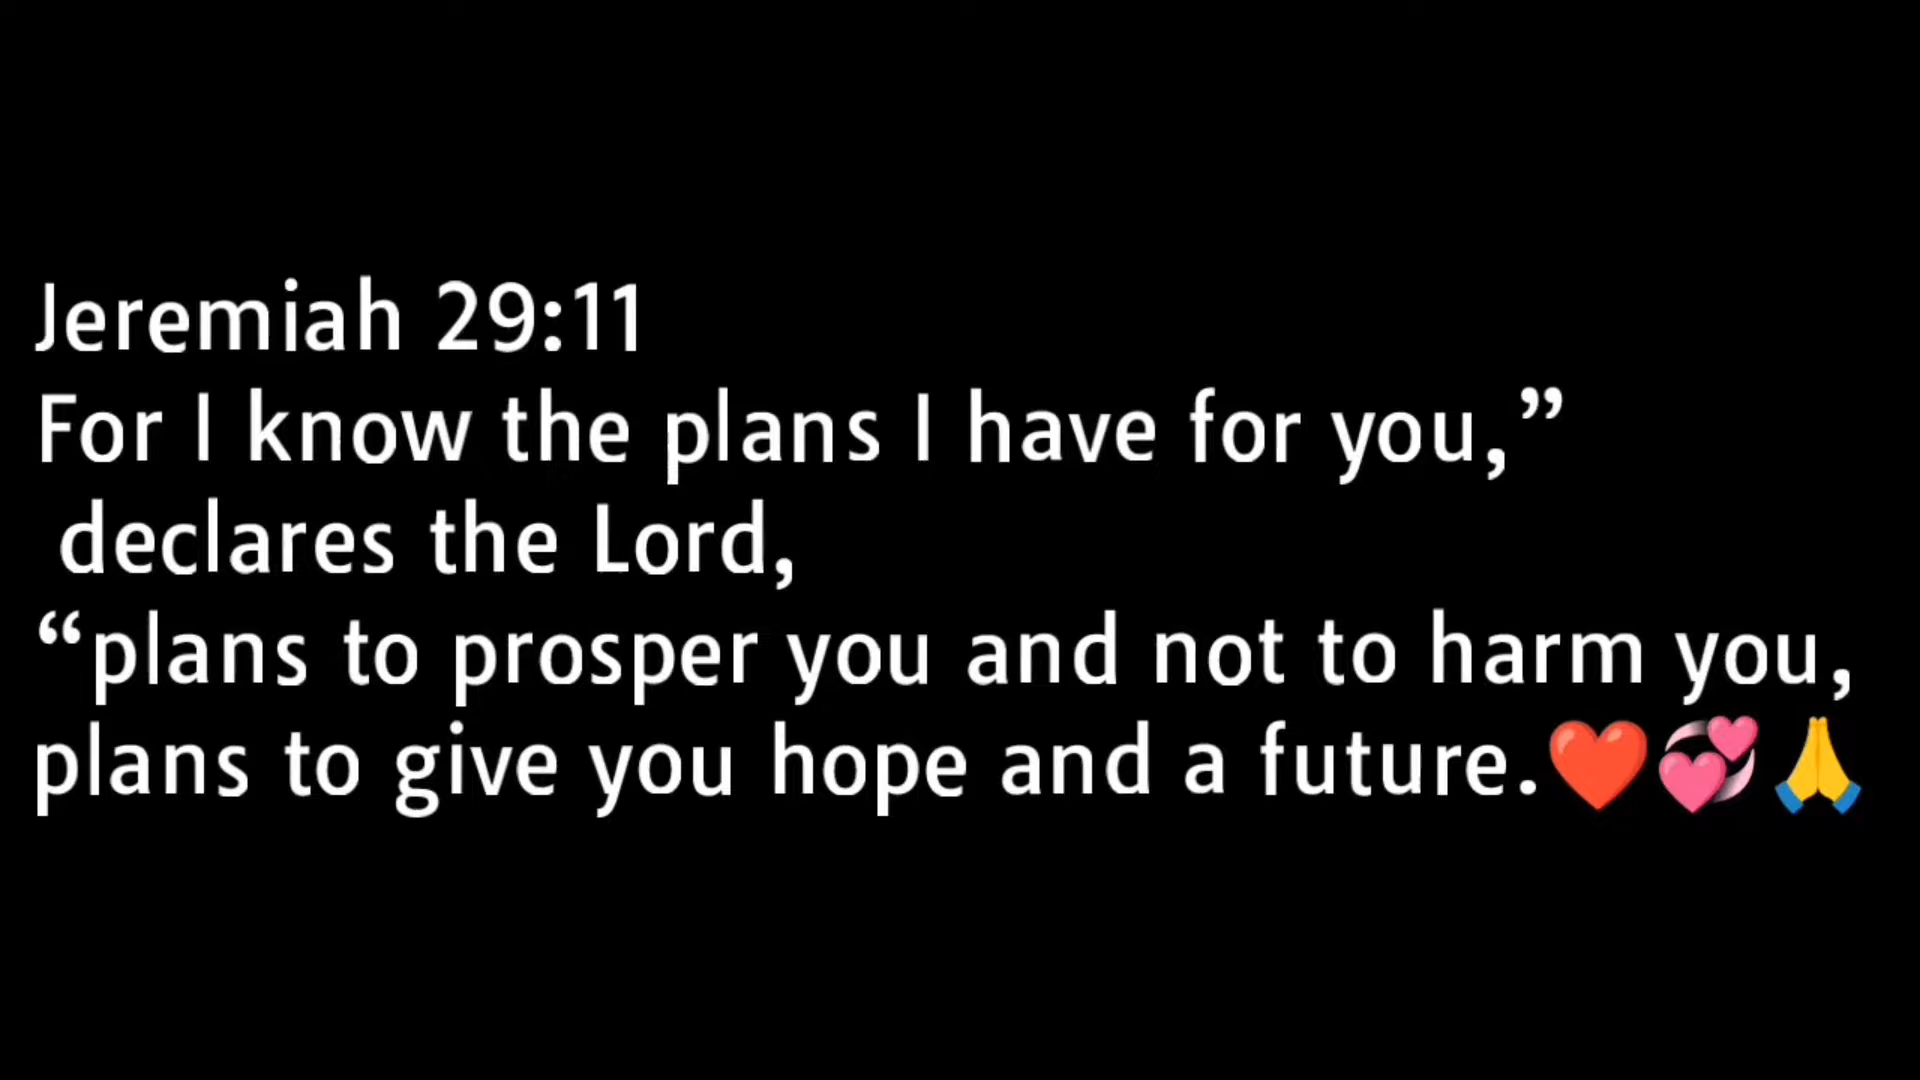 Jeremiah 29:11
For I know the plans I have for you,”
declares the Lord,
“plans to prosper you and not to harm you,
plans to give you hope and a future.❤️💞🙏